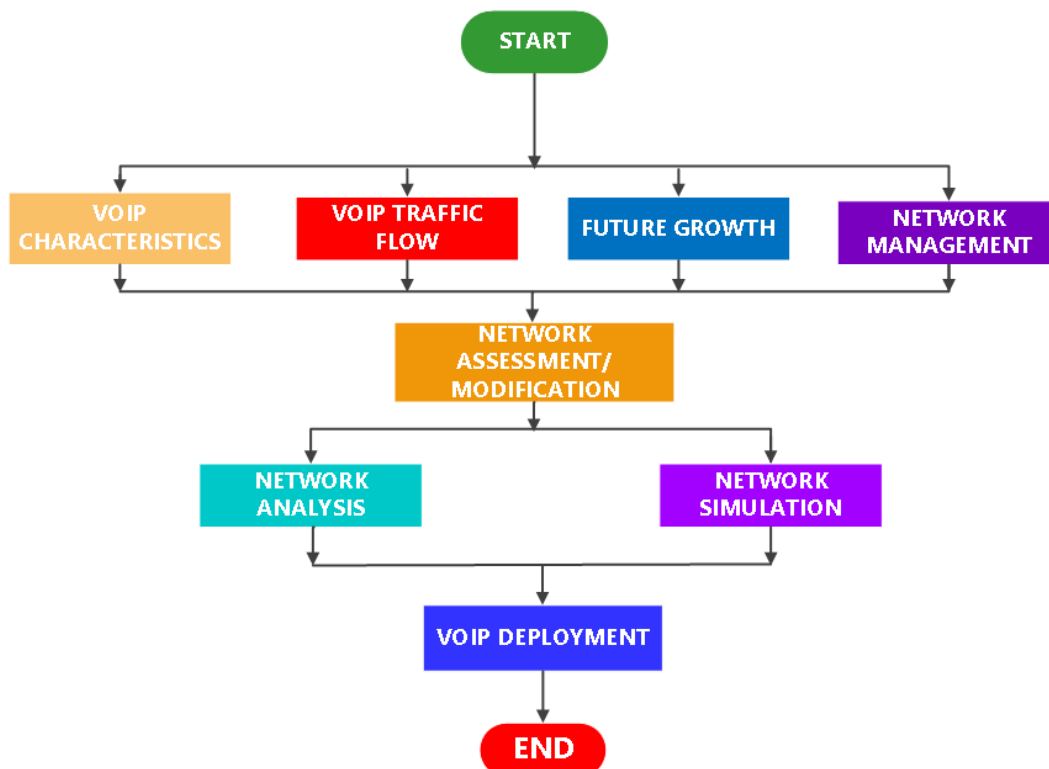 START
VOIP
CHARACTERISTICS
VOIP TRAFFIC
FLOW
FUTURE GROWTH
NETWORK
MANAGEMENT
NETWORK
ASSESSMENT/
MODIFICATION
NETWORK
ANALYSIS
NETWORK
SIMULATION
VOIP DEPLOYMENT
END